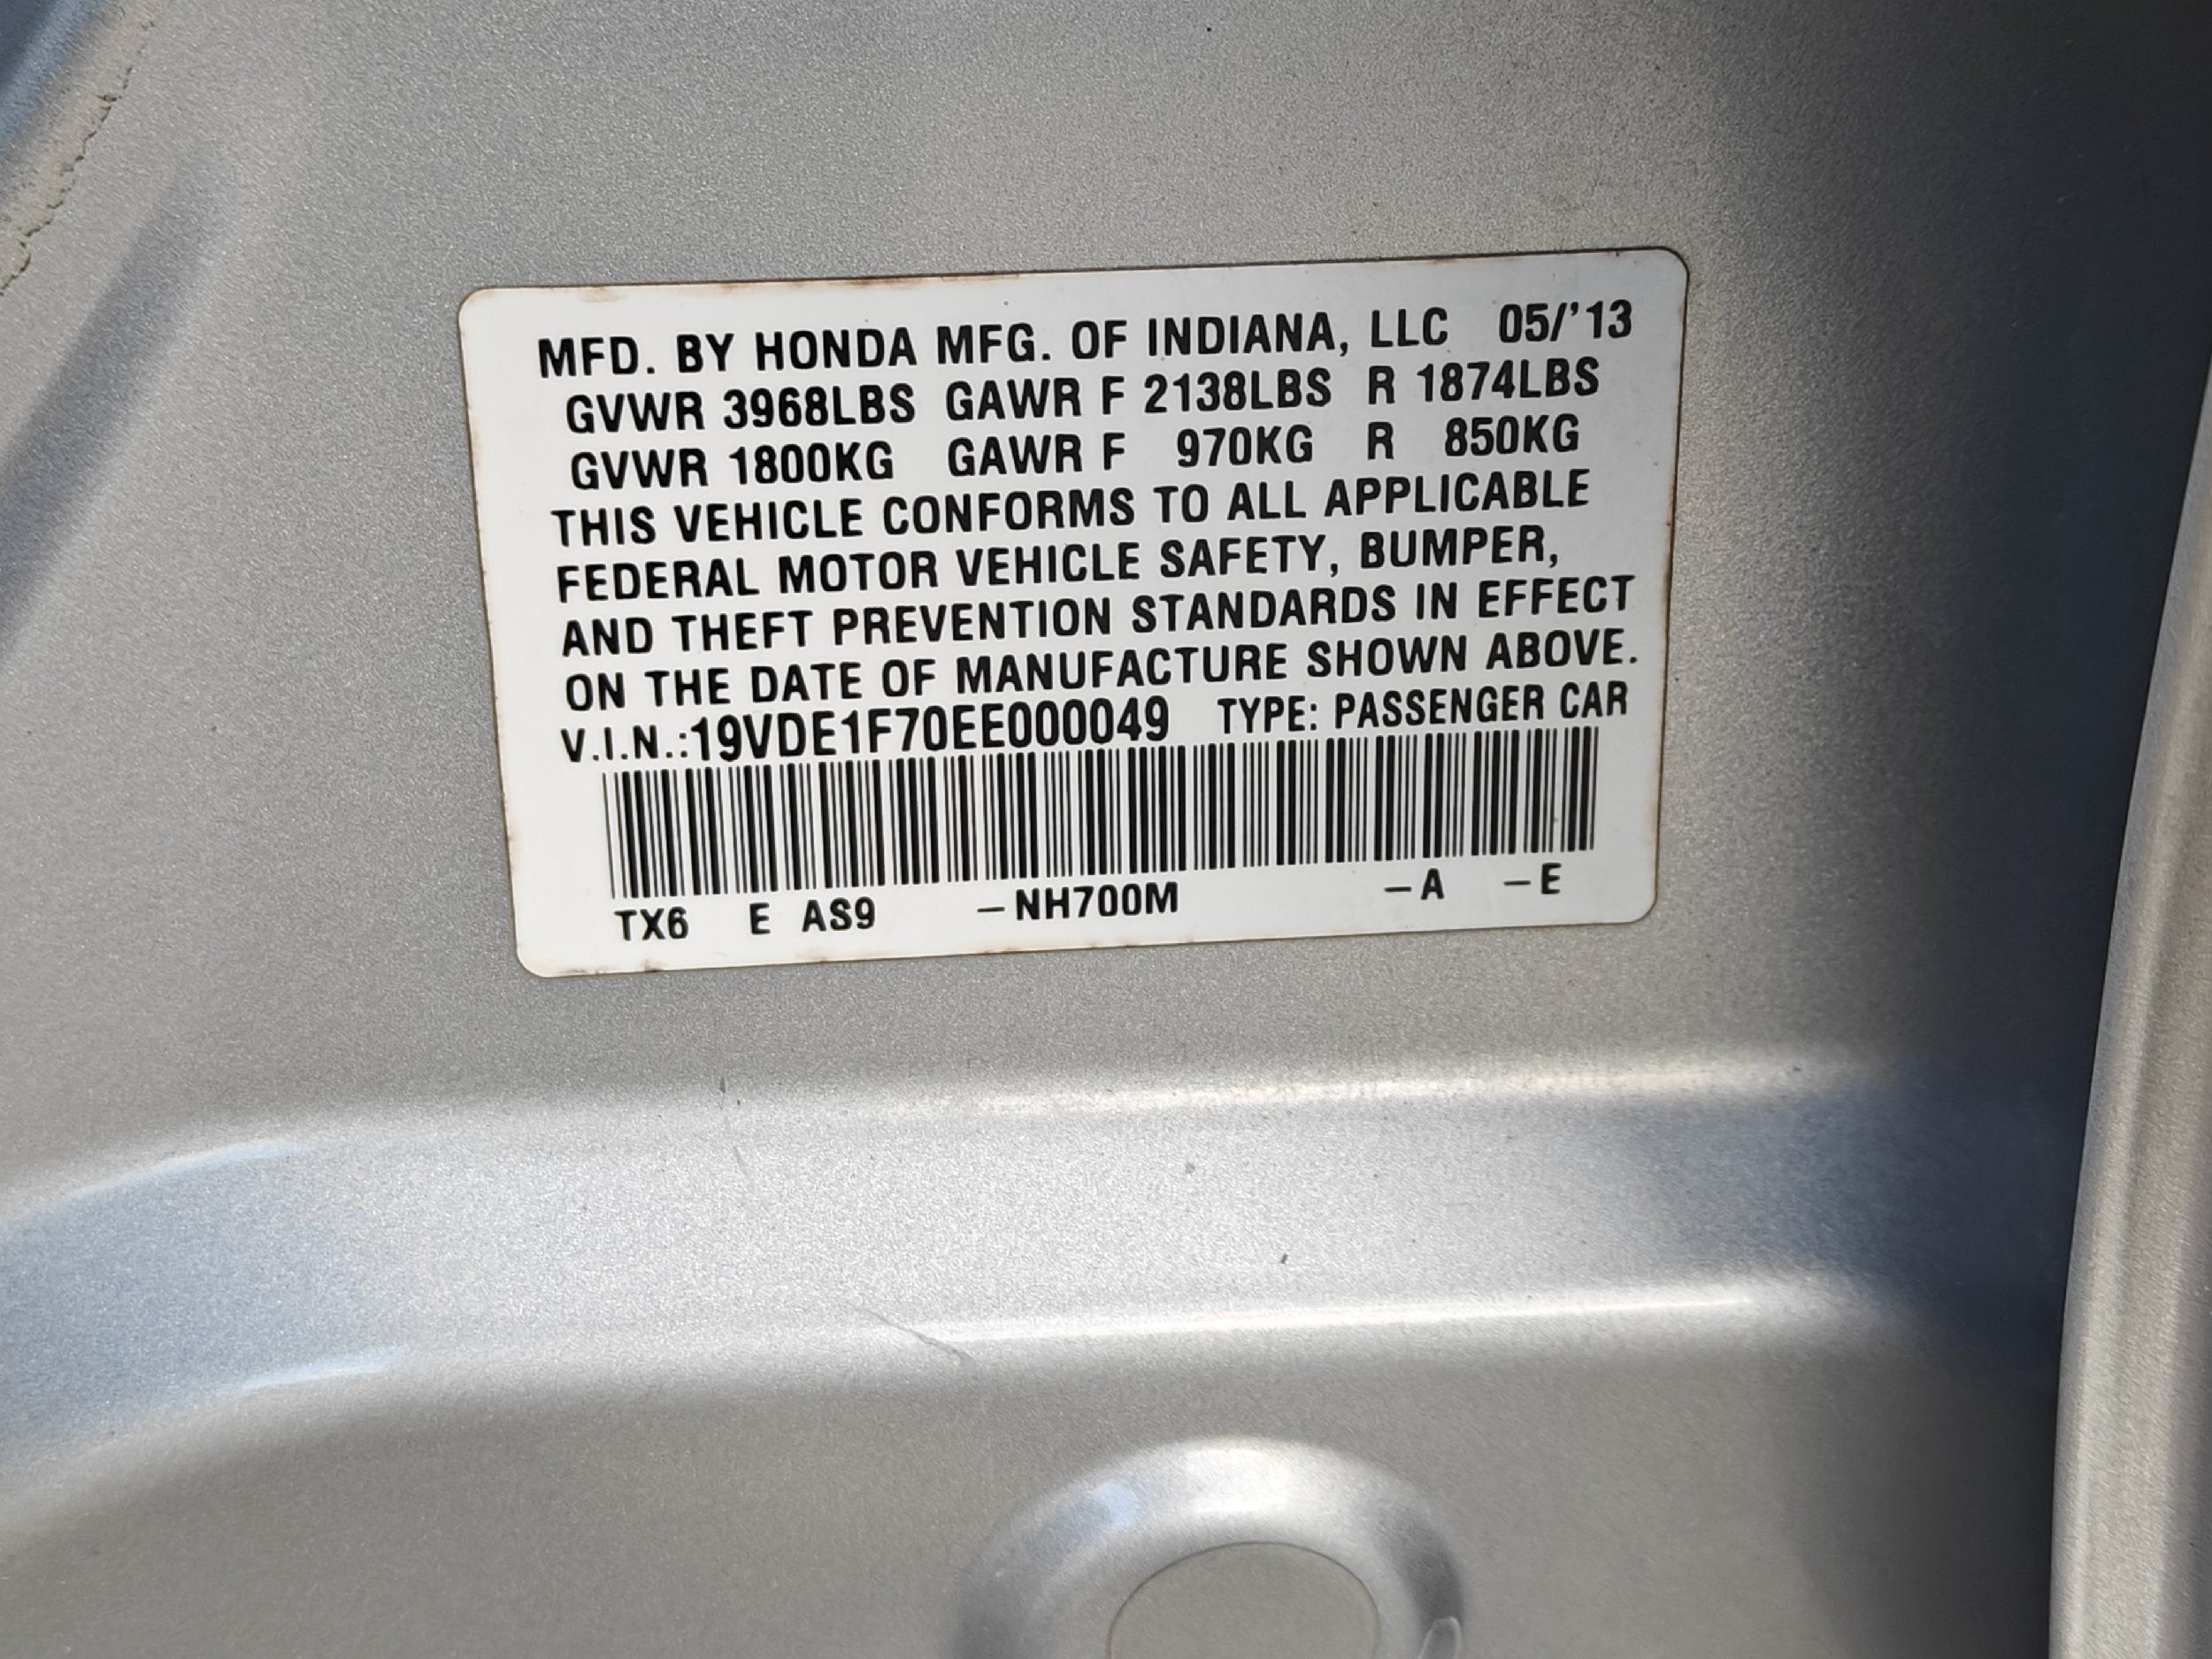 MFD. BY HONDA MFG. OF INDIANA, LLC 05/'13
GVWR 3968LBS GAWR F 2138LBS R 1874LBS
GVWR 1800KG GAWR F 970KG R 850KG
THIS VEHICLE CONFORMS TO ALL APPLICABLE
FEDERAL MOTOR VEHICLE SAFETY, BUMPER,
AND THEFT PREVENTION STANDARDS IN EFFECT
ON THE DATE OF MANUFACTURE SHOWN ABOVE.
V.I.N.:19VDE1F70EE000049 TYPE: PASSENGER CAR
TX6 E AS9 –NH700M –A –E